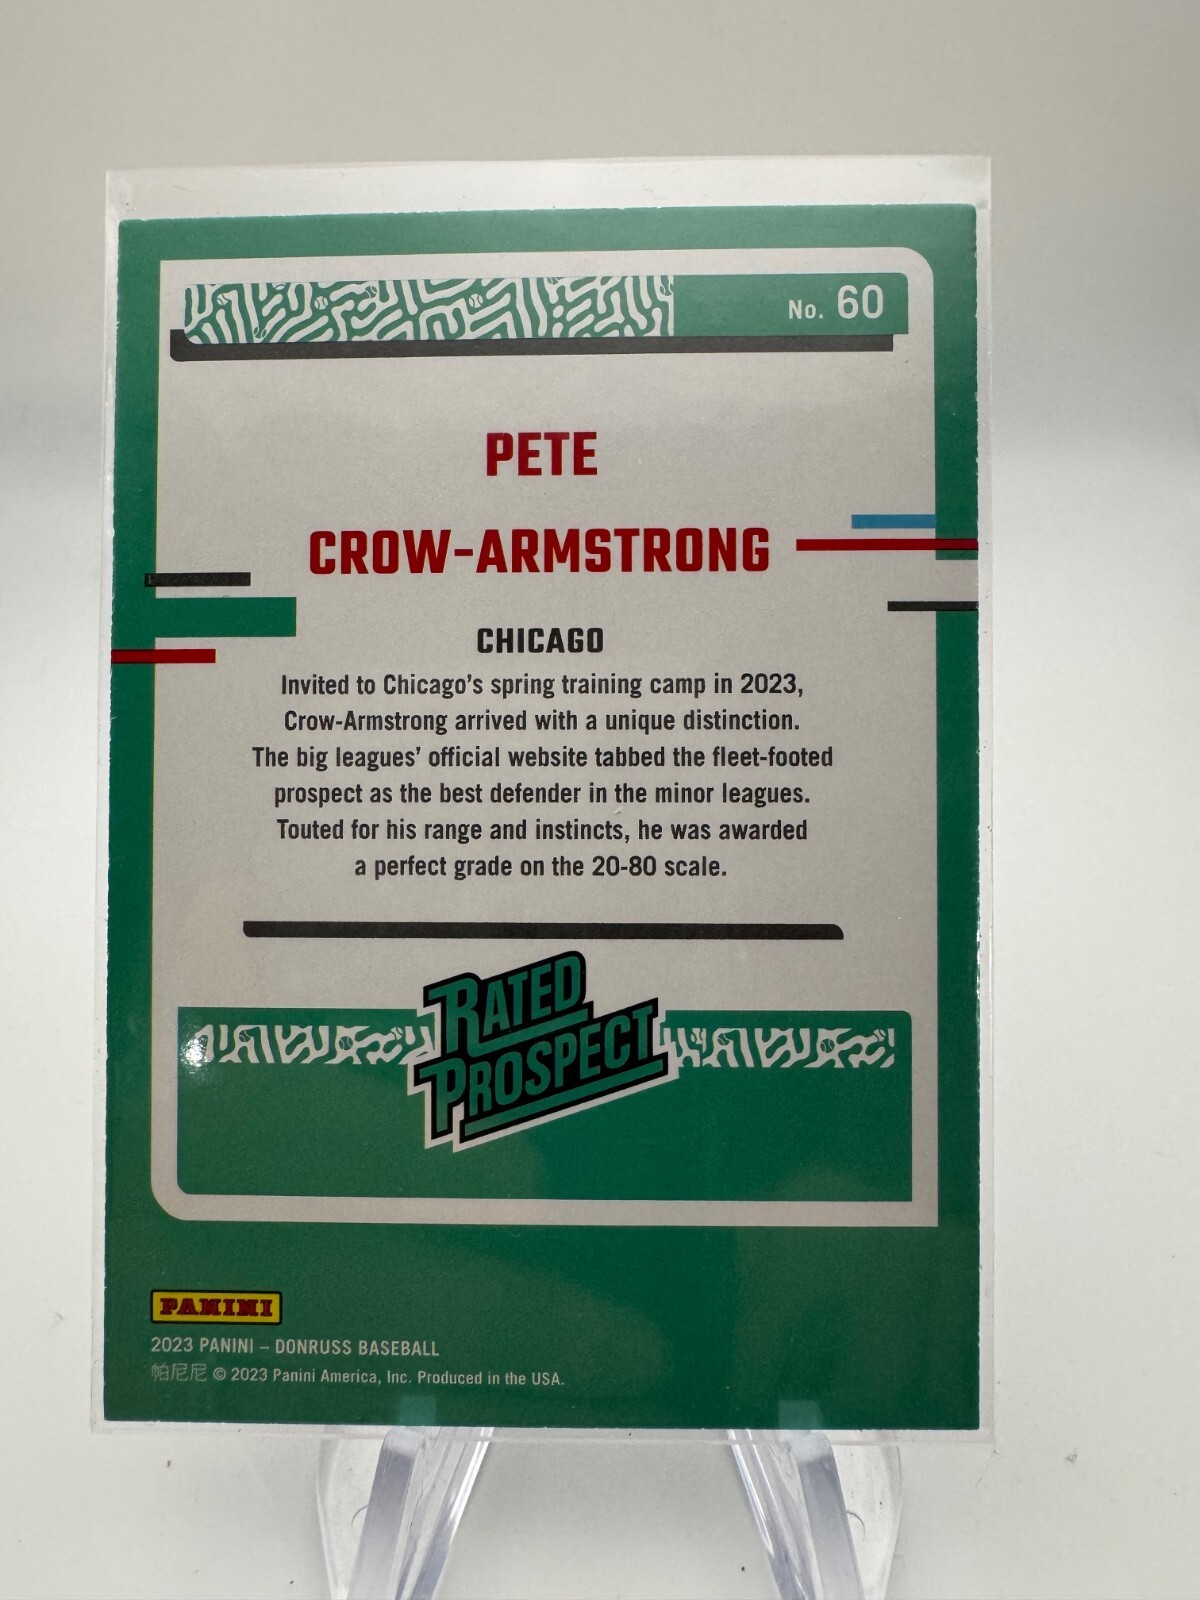 No. 60
PETE
CROW-ARMSTRONG
CHICAGO
Invited to Chicago's spring training camp in 2023,
Crow-Armstrong arrived with a unique distinction.
The big leagues' official website tabbed the fleet-footed
prospect as the best defender in the minor leagues.
Touted for his range and instincts, he was awarded
a perfect grade on the 20-80 scale.
RATED
PROSPECT
PANINI
2023 PANINI – DONRUSS BASEBALL
帕尼尼 © 2023 Panini America, Inc. Produced in the USA.